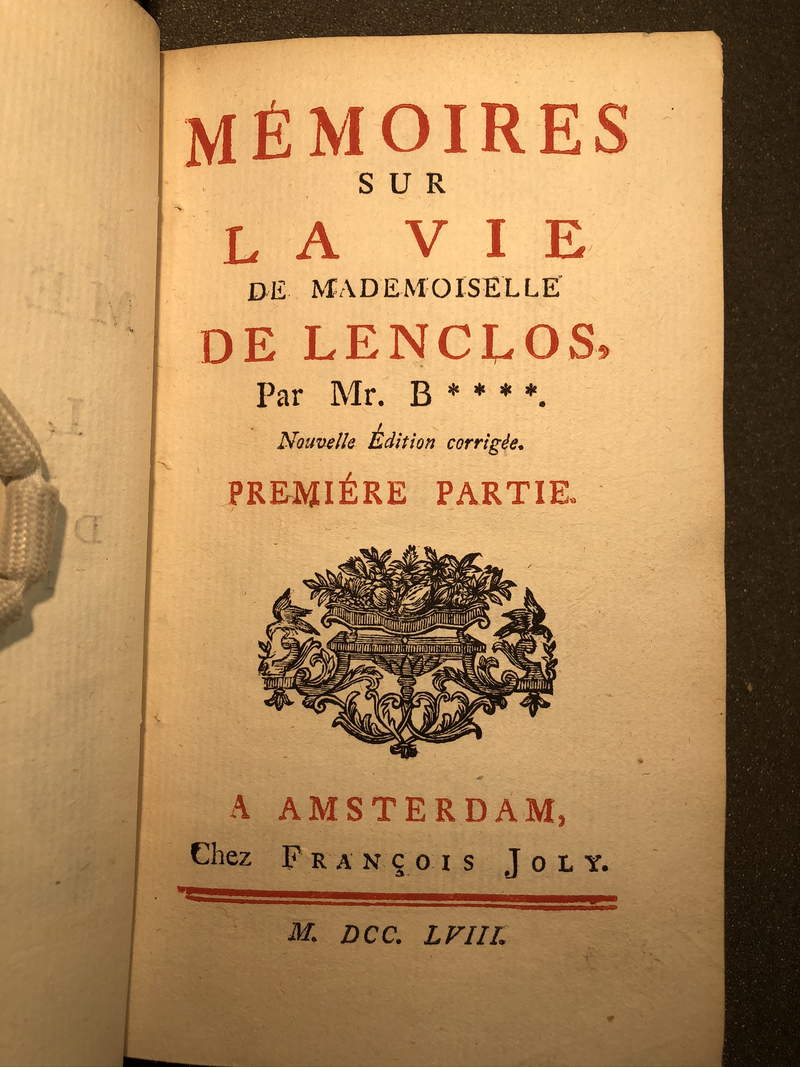 MÉMOIRES
SUR
LA VIE
DE MADEMOISELLE
DE LENCLOS,
Par Mr. B * * * *.
Nouvelle Édition corrigée.
PREMIÉRE PARTIE.
A AMSTERDAM,
Chez FRANÇOIS JOLY.
M. DCC. LVIII.